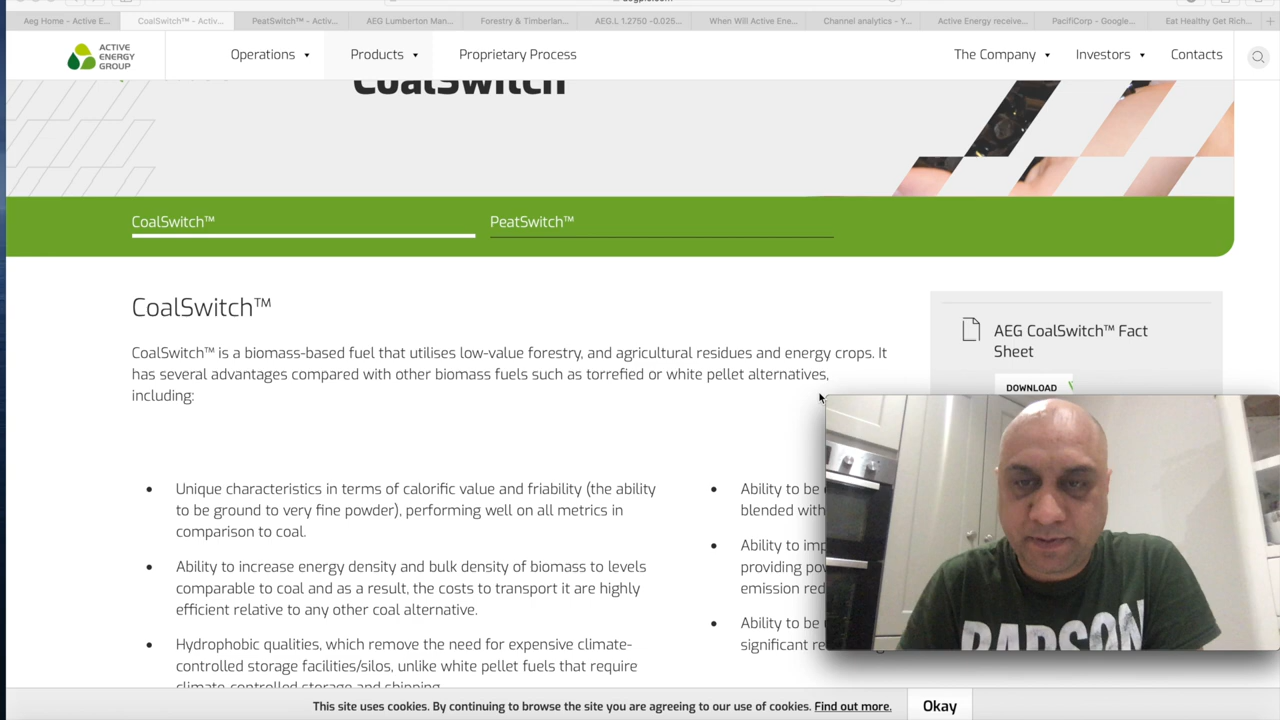 Aeg Home - Active E...
CoalSwitch™ - Activ...
PeatSwitch™ - Activ...
AEG Lumberton Man...
Forestry & Timberlan...
AEG.L 1.2750 -0.025...
When Will Active Ene...
Channel analytics - Y...
Active Energy receive...
PacifiCorp - Google...
Eat Healthy Get Rich...
ACTIVE
ENERGY
GROUP
Operations
Products
Proprietary Process
The Company
Investors
Contacts
CoalSwitch
CoalSwitch™
PeatSwitch™
CoalSwitch™
CoalSwitch™ is a biomass-based fuel that utilises low-value forestry, and agricultural residues and energy crops. It
has several advantages compared with other biomass fuels such as torrefied or white pellet alternatives,
including:
AEG CoalSwitch™ Fact
Sheet
DOWNLOAD
• Unique characteristics in terms of calorific value and friability (the ability
to be ground to very fine powder), performing well on all metrics in
comparison to coal.
• Ability to increase energy density and bulk density of biomass to levels
comparable to coal and as a result, the costs to transport it are highly
efficient relative to any other coal alternative.
• Hydrophobic qualities, which remove the need for expensive climate-
controlled storage facilities/silos, unlike white pellet fuels that require
climate-controlled storage and shipping.
• Ability to be
blended with
• Ability to
providing
emission
• Ability to be
significant
This site uses cookies. By continuing to browse the site you are agreeing to our use of cookies. Find out more.
Okay